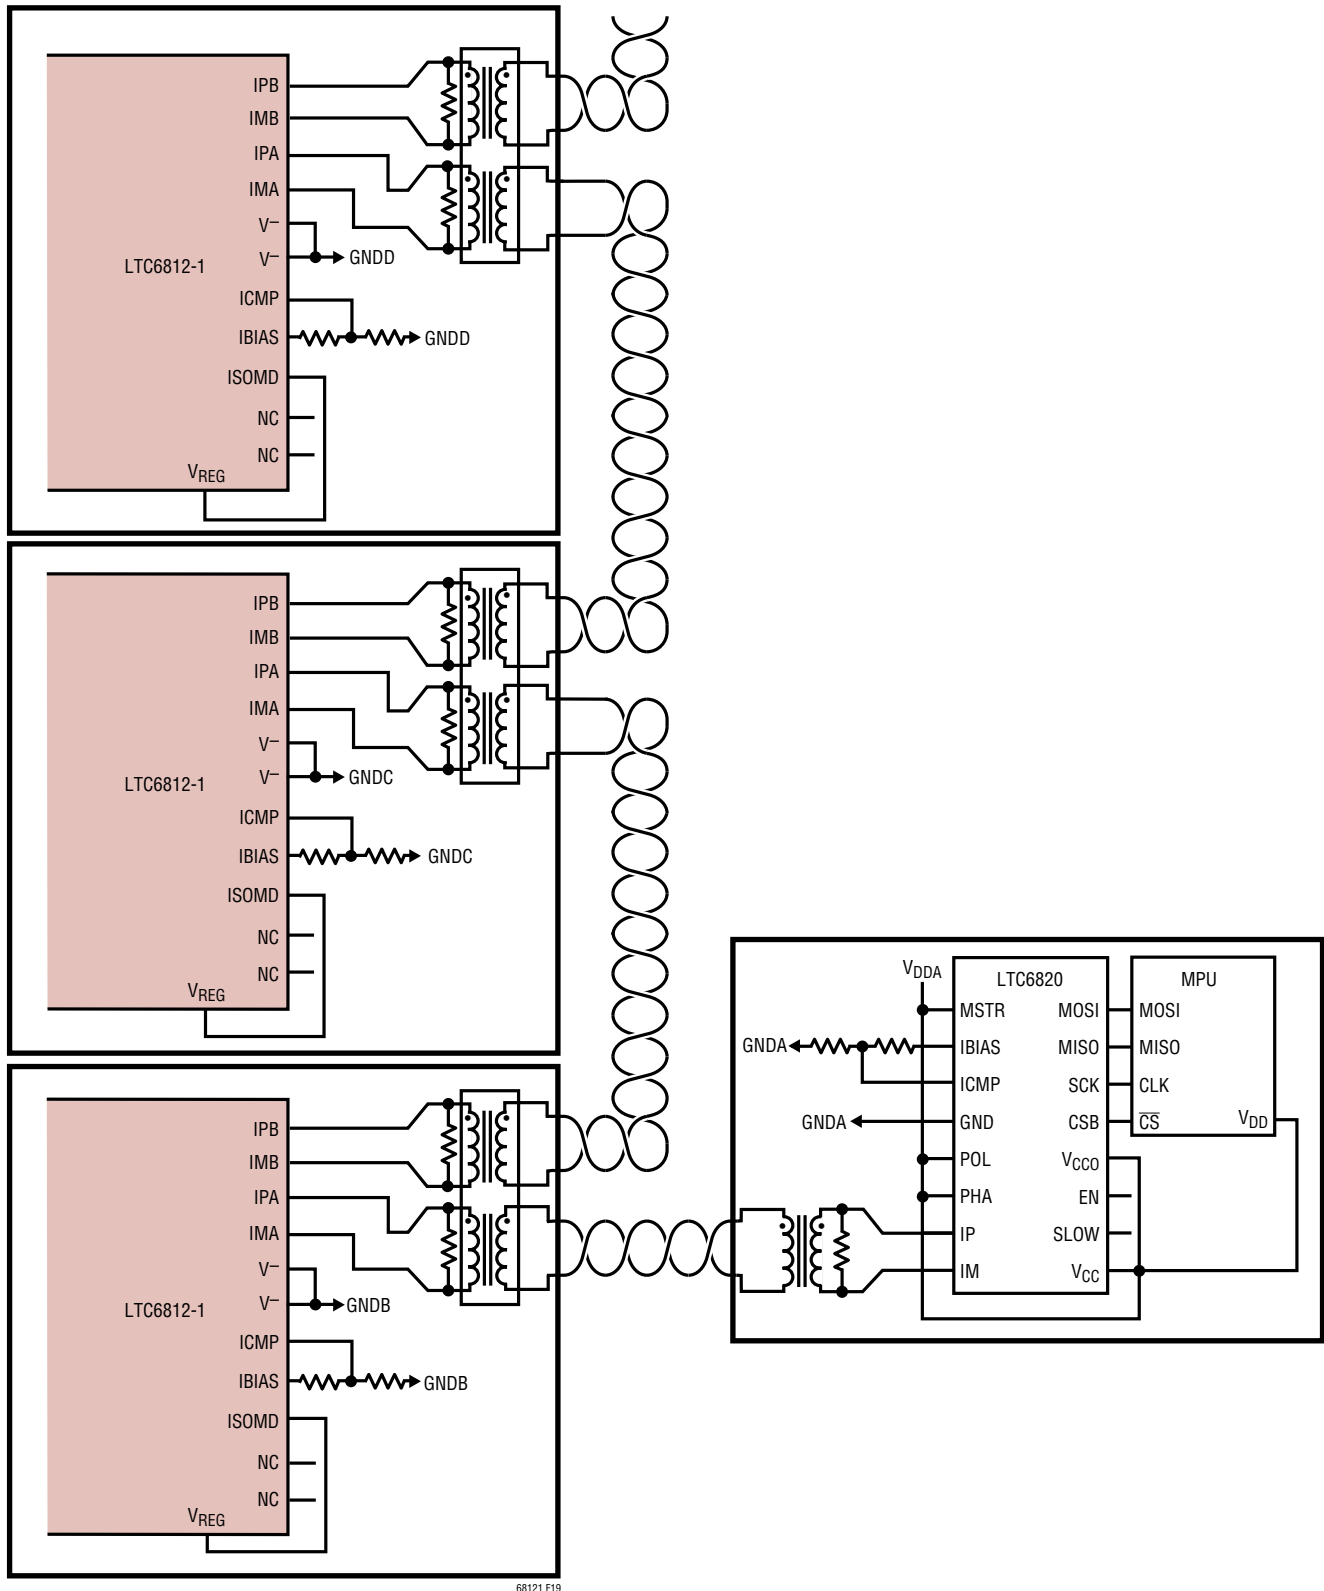 IPB
IMB
IPA
IMA
V–
V–
GNDD
LTC6812-1
ICMP
IBIAS
GNDD
ISOMD
NC
NC
VREG
IPB
IMB
IPA
IMA
V–
V–
GNDC
LTC6812-1
ICMP
IBIAS
GNDC
ISOMD
NC
NC
VREG
IPB
IMB
IPA
IMA
V–
V–
GNDB
LTC6812-1
ICMP
IBIAS
GNDB
ISOMD
NC
NC
VREG
VDDA
LTC6820
MPU
MSTR
MOSI
MOSI
GNDA
IBIAS
MISO
MISO
ICMP
SCK
CLK
GNDA
GND
CSB
CS
VDD
POL
VCCO
PHA
EN
IP
SLOW
IM
VCC
68121 F19